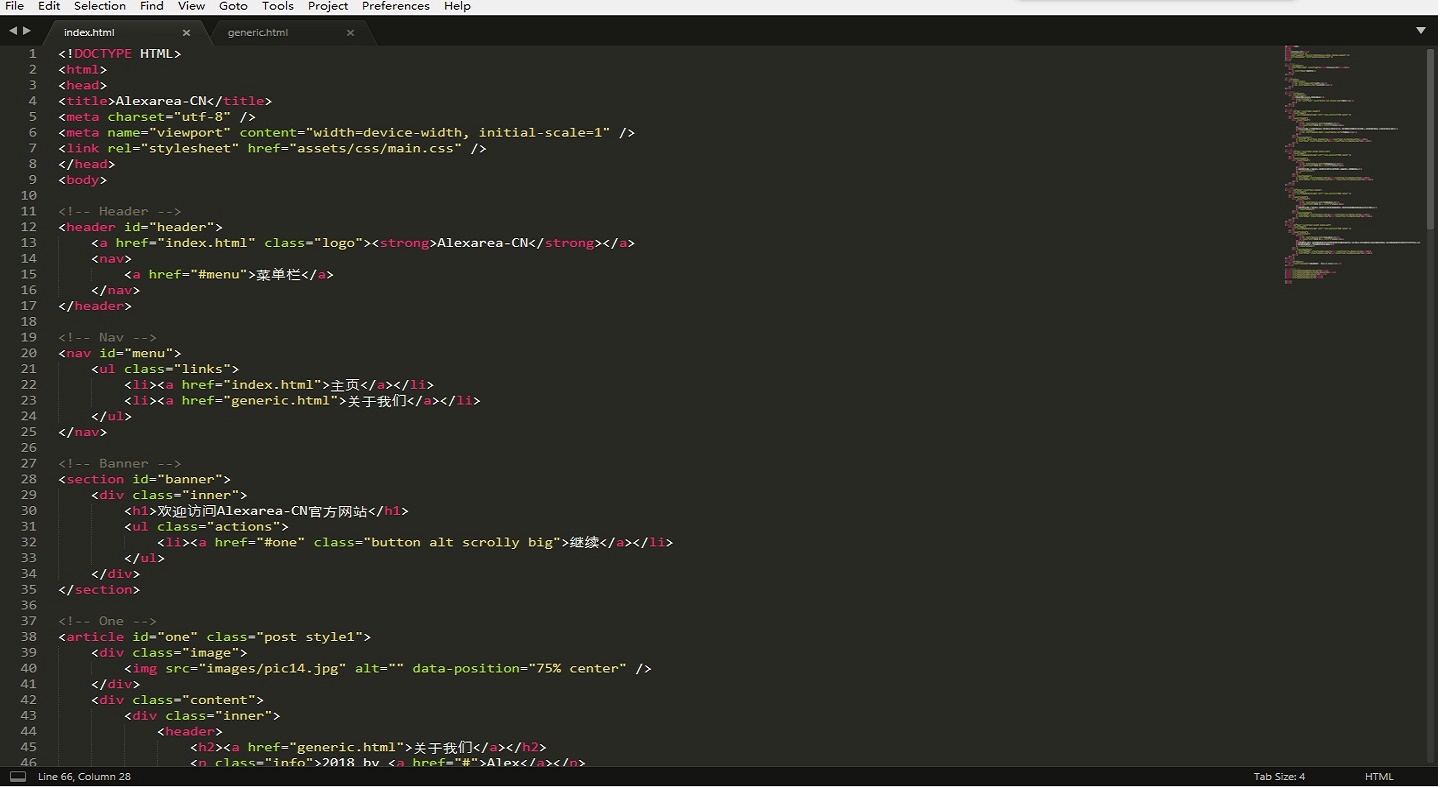 File Edit Selection Find View Goto Tools Project Preferences Help
index.html × generic.html ×
1 <!DOCTYPE HTML>
2 <html>
3 <head>
4 <title>Alexarea-CN</title>
5 <meta charset="utf-8" />
6 <meta name="viewport" content="width=device-width, initial-scale=1" />
7 <link rel="stylesheet" href="assets/css/main.css" />
8 </head>
9 <body>
10
11 <!-- Header -->
12 <header id="header">
13 <a href="index.html" class="logo"><strong>Alexarea-CN</strong></a>
14 <nav>
15 <a href="#menu">菜单栏</a>
16 </nav>
17 </header>
18
19 <!-- Nav -->
20 <nav id="menu">
21 <ul class="links">
22 <li><a href="index.html">主页</a></li>
23 <li><a href="generic.html">关于我们</a></li>
24 </ul>
25 </nav>
26
27 <!-- Banner -->
28 <section id="banner">
29 <div class="inner">
30 <h1>欢迎访问Alexarea-CN官方网站</h1>
31 <ul class="actions">
32 <li><a href="#one" class="button alt scrolly big">继续</a></li>
33 </ul>
34 </div>
35 </section>
36
37 <!-- One -->
38 <article id="one" class="post style1">
39 <div class="image">
40 <img src="images/pic14.jpg" alt="" data-position="75% center" />
41 </div>
42 <div class="content">
43 <div class="inner">
44 <header>
45 <h2><a href="generic.html">关于我们</a></h2>
46 <p class="info">2018 by <a href="#">Alex</a></p>
Line 66, Column 28 Tab Size: 4 HTML